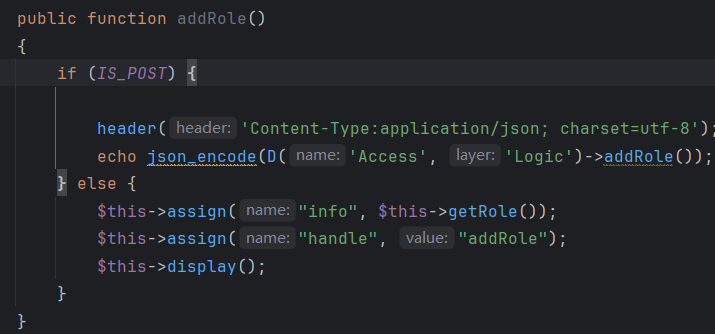 public function addRole()
{
if (IS_POST) {
header( header: 'Content-Type:application/json; charset=utf-8');
echo json_encode(D( name: 'Access', layer: 'Logic')->addRole());
} else {
$this->assign( name: "info", $this->getRole());
$this->assign( name: "handle", value: "addRole");
$this->display();
}
}